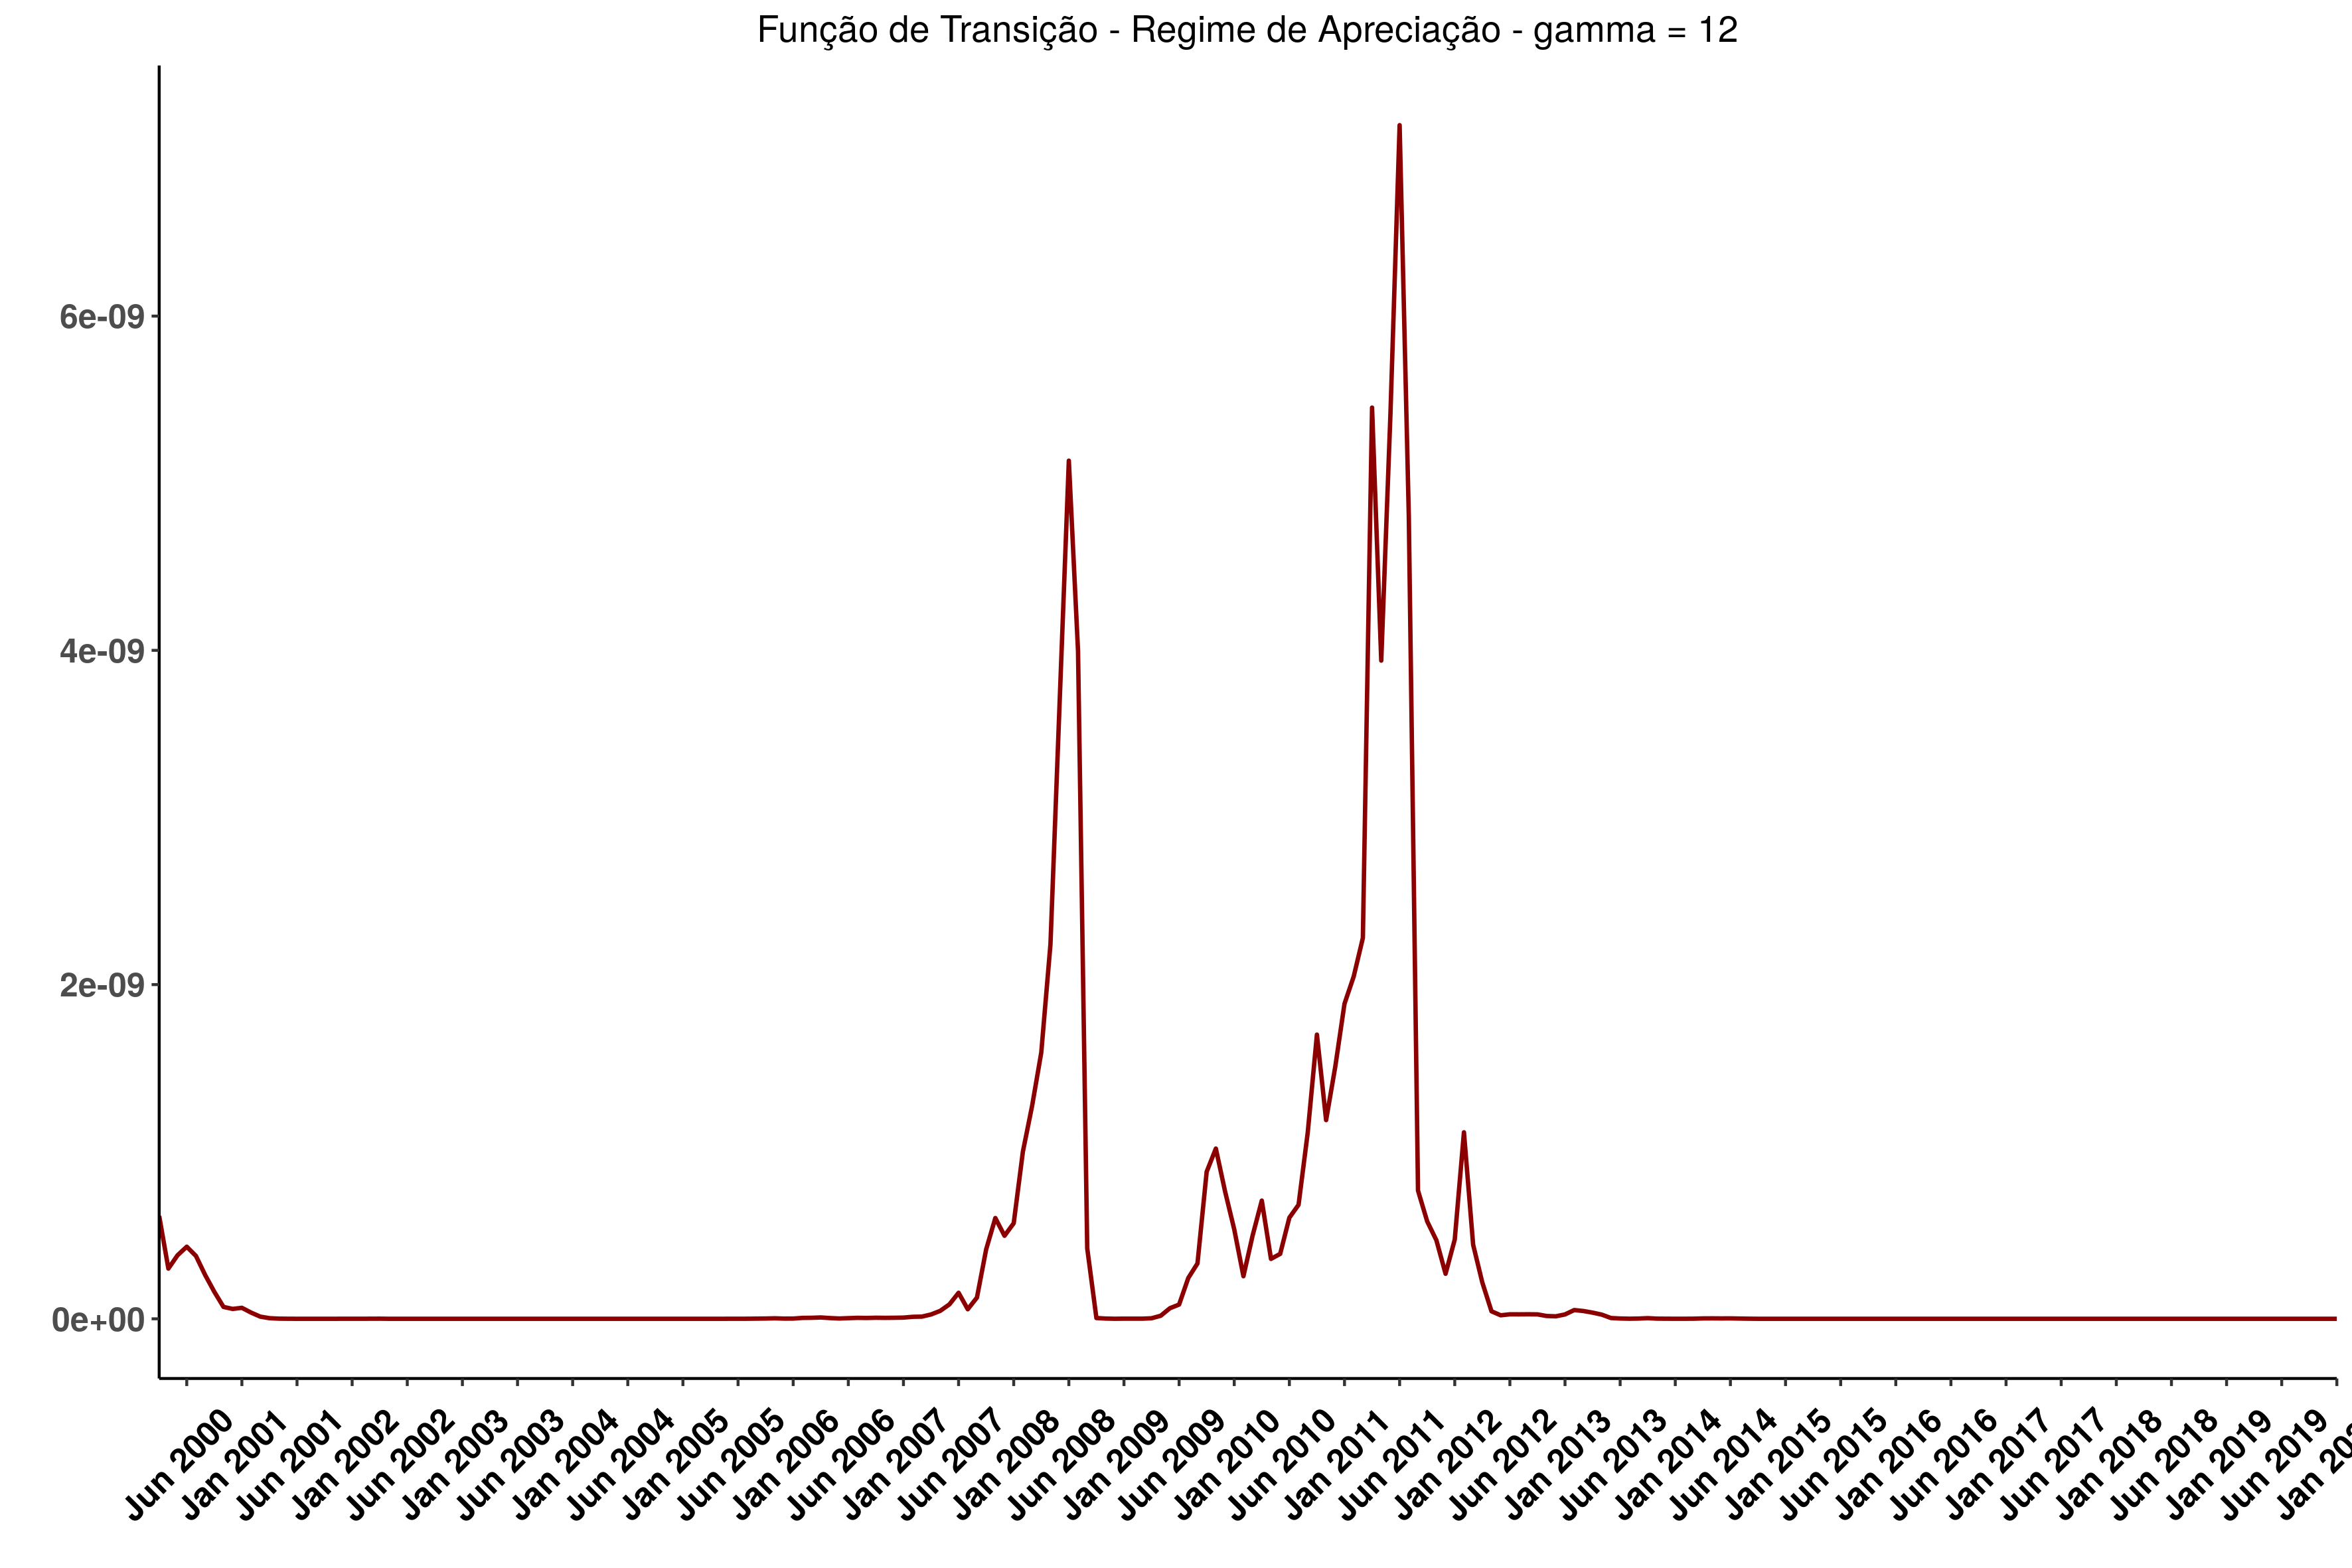 Função de Transição - Regime de Apreciação - gamma = 12
6e-09
4e-09
2e-09
0e+00
Jun 2000
Jan 2001
Jun 2001
Jan 2002
Jun 2002
Jan 2003
Jun 2003
Jan 2004
Jun 2004
Jan 2005
Jun 2005
Jan 2006
Jun 2006
Jan 2007
Jun 2007
Jan 2008
Jun 2008
Jan 2009
Jun 2009
Jan 2010
Jun 2010
Jan 2011
Jun 2011
Jan 2012
Jun 2012
Jan 2013
Jun 2013
Jan 2014
Jun 2014
Jan 2015
Jun 2015
Jan 2016
Jun 2016
Jan 2017
Jun 2017
Jan 2018
Jun 2018
Jan 2019
Jun 2019
Jan